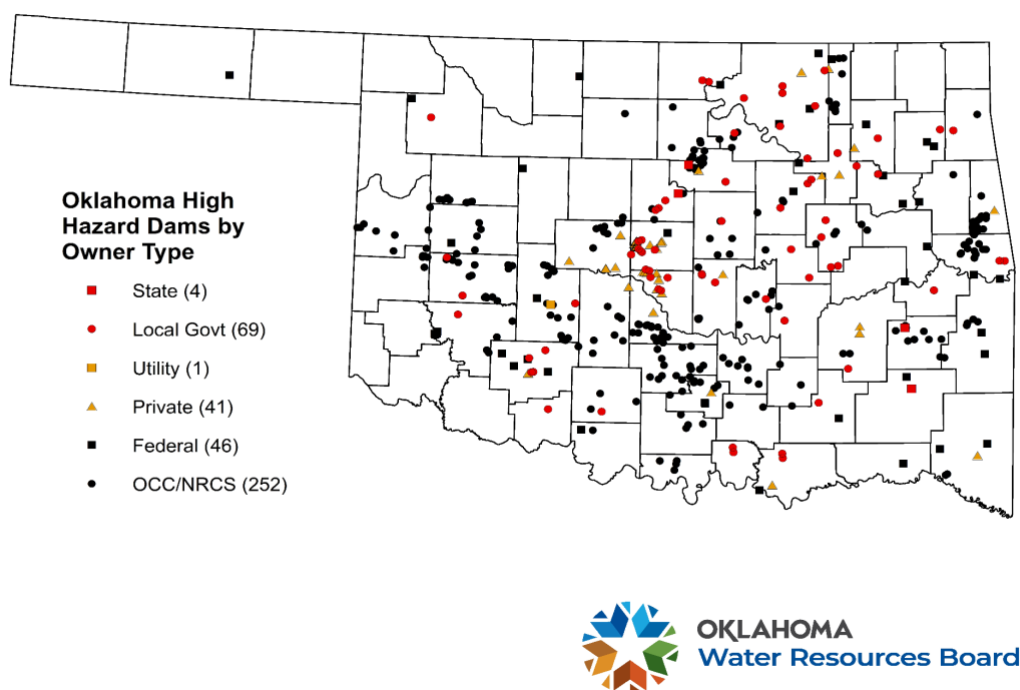 Oklahoma High
Hazard Dams by
Owner Type
State (4)
Local Govt (69)
Utility (1)
Private (41)
Federal (46)
OCC/NRCS (252)
OKLAHOMA
Water Resources Board